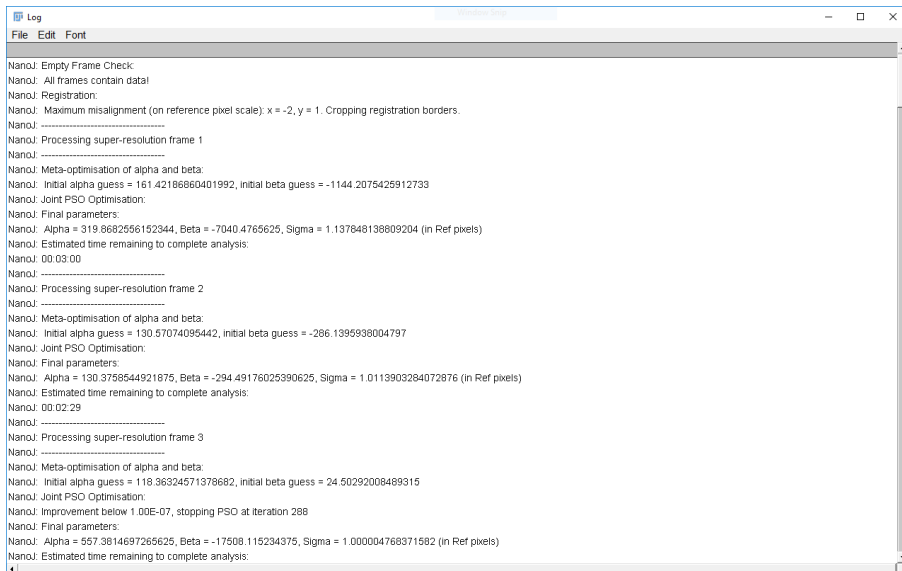 Log
File Edit Font
NanoJ: Empty Frame Check:
NanoJ: All frames contain data!
NanoJ: Registration:
NanoJ: Maximum misalignment (on reference pixel scale): x = -2, y = 1. Cropping registration borders.
NanoJ: -----------------------------------
NanoJ: Processing super-resolution frame 1
NanoJ: -----------------------------------
NanoJ: Meta-optimisation of alpha and beta:
NanoJ: Initial alpha guess = 161.42186860401992, initial beta guess = -1144.2075425912733
NanoJ: Joint PSO Optimisation:
NanoJ: Final parameters:
NanoJ: Alpha = 319.8682556152344, Beta = -7040.4765625, Sigma = 1.137848138809204 (in Ref pixels)
NanoJ: Estimated time remaining to complete analysis:
NanoJ: 00:03:00
NanoJ: -----------------------------------
NanoJ: Processing super-resolution frame 2
NanoJ: -----------------------------------
NanoJ: Meta-optimisation of alpha and beta:
NanoJ: Initial alpha guess = 130.57074095442, initial beta guess = -286.1395938004797
NanoJ: Joint PSO Optimisation:
NanoJ: Final parameters:
NanoJ: Alpha = 130.3758544921875, Beta = -294.49176025390625, Sigma = 1.0113903284072876 (in Ref pixels)
NanoJ: Estimated time remaining to complete analysis:
NanoJ: 00:02:29
NanoJ: -----------------------------------
NanoJ: Processing super-resolution frame 3
NanoJ: -----------------------------------
NanoJ: Meta-optimisation of alpha and beta:
NanoJ: Initial alpha guess = 118.36324571378682, initial beta guess = 24.50292008489315
NanoJ: Joint PSO Optimisation:
NanoJ: Improvement below 1.00E-07, stopping PSO at iteration 288
NanoJ: Final parameters:
NanoJ: Alpha = 557.3814697265625, Beta = -17508.115234375, Sigma = 1.000004768371582 (in Ref pixels)
NanoJ: Estimated time remaining to complete analysis: